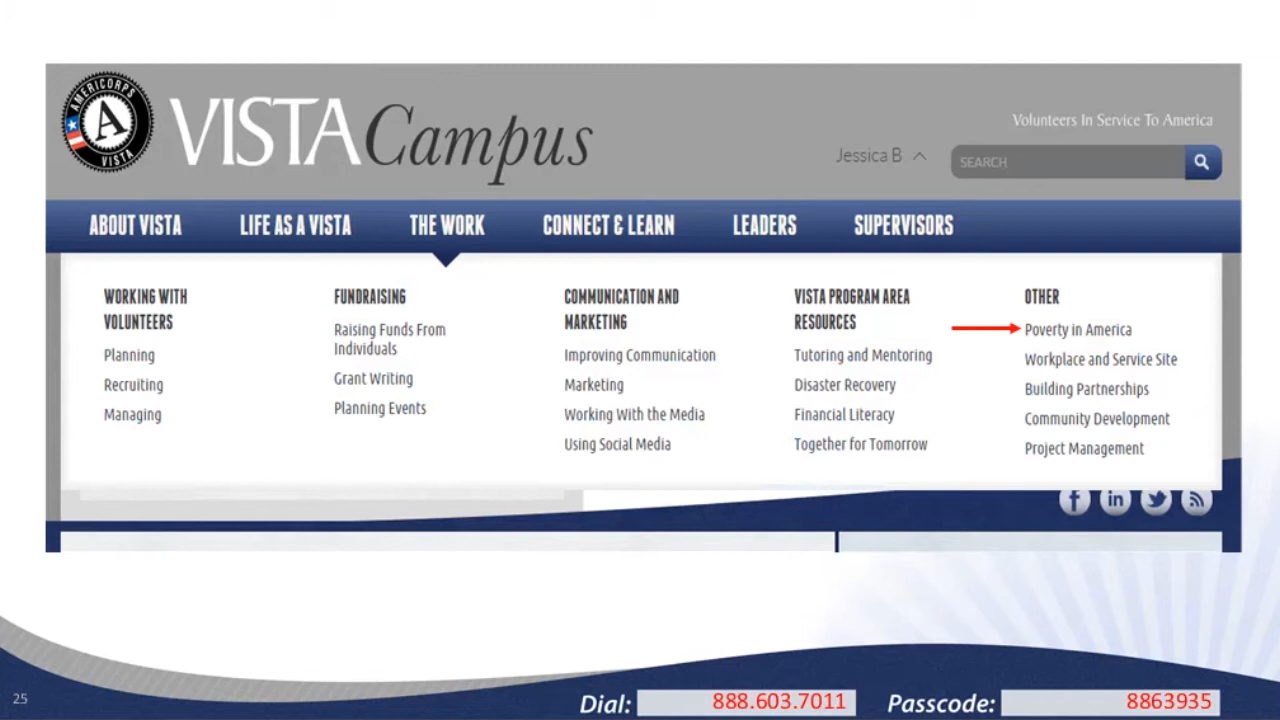 AMERICORPS
A
VISTA
VISTACampus
Volunteers In Service To America
Jessica B
SEARCH
ABOUT VISTA
LIFE AS A VISTA
THE WORK
CONNECT & LEARN
LEADERS
SUPERVISORS
WORKING WITH
VOLUNTEERS
Planning
Recruiting
Managing
FUNDRAISING
Raising Funds From
Individuals
Grant Writing
Planning Events
COMMUNICATION AND
MARKETING
Improving Communication
Marketing
Working With the Media
Using Social Media
VISTA PROGRAM AREA
RESOURCES
Tutoring and Mentoring
Disaster Recovery
Financial Literacy
Together for Tomorrow
OTHER
Poverty in America
Workplace and Service Site
Building Partnerships
Community Development
Project Management
f
in
25
Dial: 888.603.7011
Passcode: 8863935